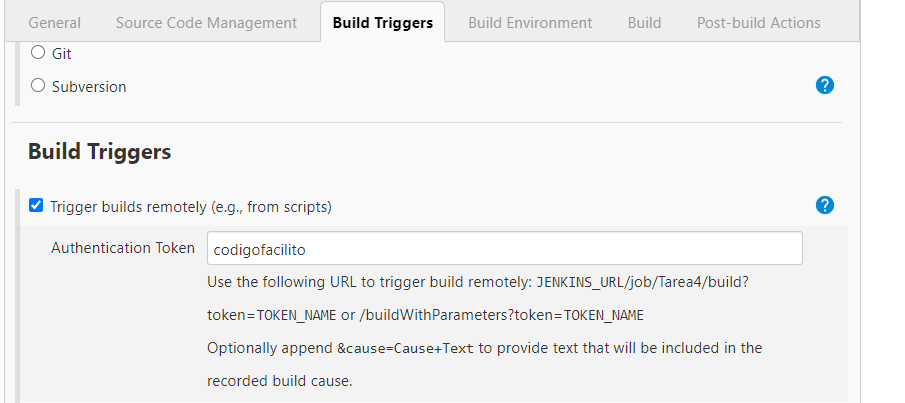 General Source Code Management Build Triggers Build Environment Build Post-build Actions
Git
Subversion
?
Build Triggers
Trigger builds remotely (e.g., from scripts)
?
Authentication Token codigofacilito
Use the following URL to trigger build remotely: JENKINS_URL/job/Tarea4/build?
token=TOKEN_NAME or /buildWithParameters?token=TOKEN_NAME
Optionally append &cause=Cause+Text to provide text that will be included in the
recorded build cause.